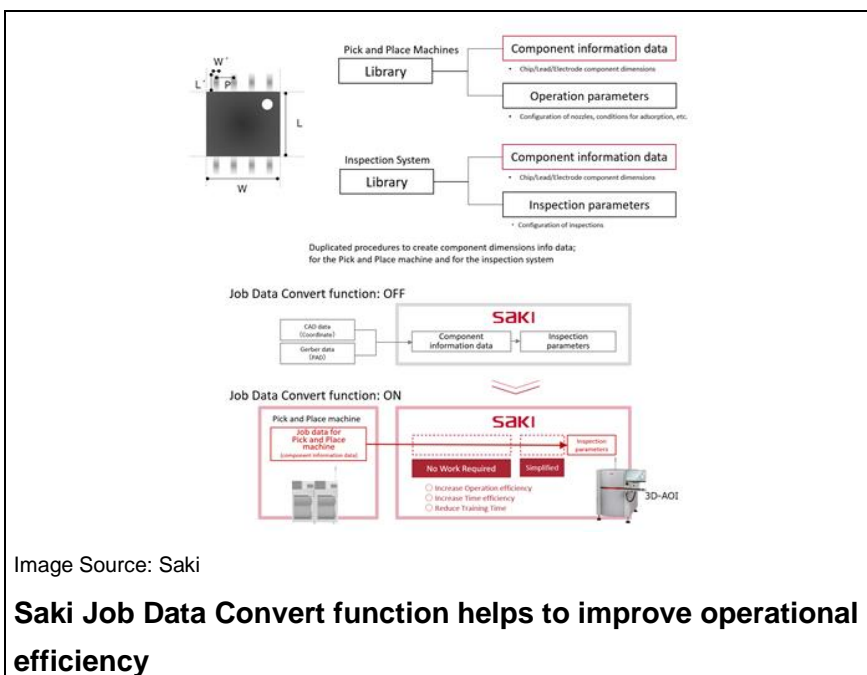 W'
L'
P
L
W
Pick and Place Machines
Library
Component information data
• Chip/Lead/Electrode component dimensions
Operation parameters
• Configuration of nozzles, conditions for adsorption, etc.
Inspection System
Library
Component information data
• Chip/Lead/Electrode component dimensions
Inspection parameters
• Configuration of inspections
Duplicated procedures to create component dimensions info data;
for the Pick and Place machine and for the inspection system
Job Data Convert function: OFF
CAD data
(Coordinate)
Gerber data
(PAD)
saki
Component
information data
Inspection
parameters
Job Data Convert function: ON
Pick and Place machine
Job data for
Pick and Place
machine
(component information data)
saki
Inspection
parameters
No Work Required
Simplified
○ Increase Operation efficiency
○ Increase Time efficiency
○ Reduce Training Time
3D-AOI
Image Source: Saki
Saki Job Data Convert function helps to improve operational
efficiency